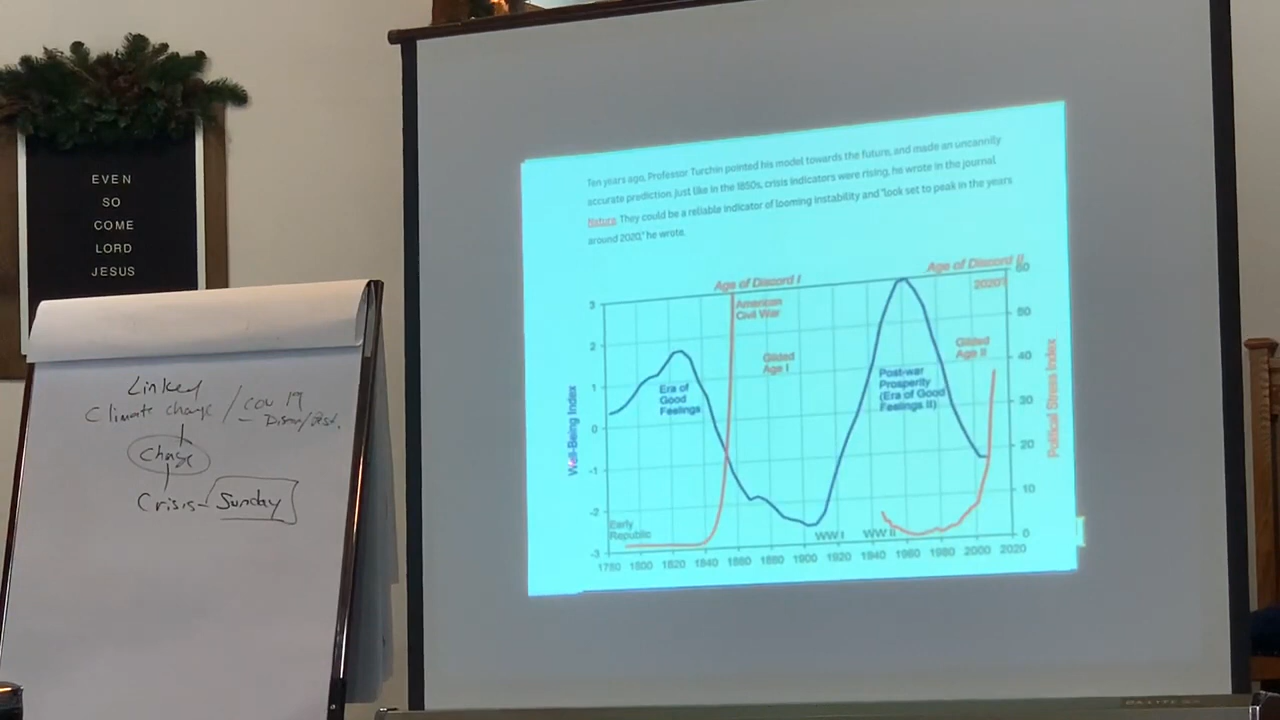 EVEN
SO
COME
LORD
JESUS
Linked
Climate change / COV 19
Crisis - Sunday
Ten years ago, Professor Turchin pointed his model towards the future, and made an uncannily
accurate prediction. Just like in the 1850s, crisis indicators were rising, he wrote in the journal
Nature. They could be a reliable indicator of looming instability and "look set to peak in the years
around 2020," he wrote.
Age of Discord I
Age of Discord II
American
Civil War
2020?
Gilded
Age I
Gilded
Age II
Era of
Good
Feelings
Post-war
Prosperity
(Era of Good
Feelings II)
Early
Republic
WW I
WW II
Well-Being Index
3
2
1
0
-1
-2
-3
Political Stress Index
60
50
40
30
20
10
0
1780 1800 1820 1840 1860 1880 1900 1920 1940 1960 1980 2000 2020